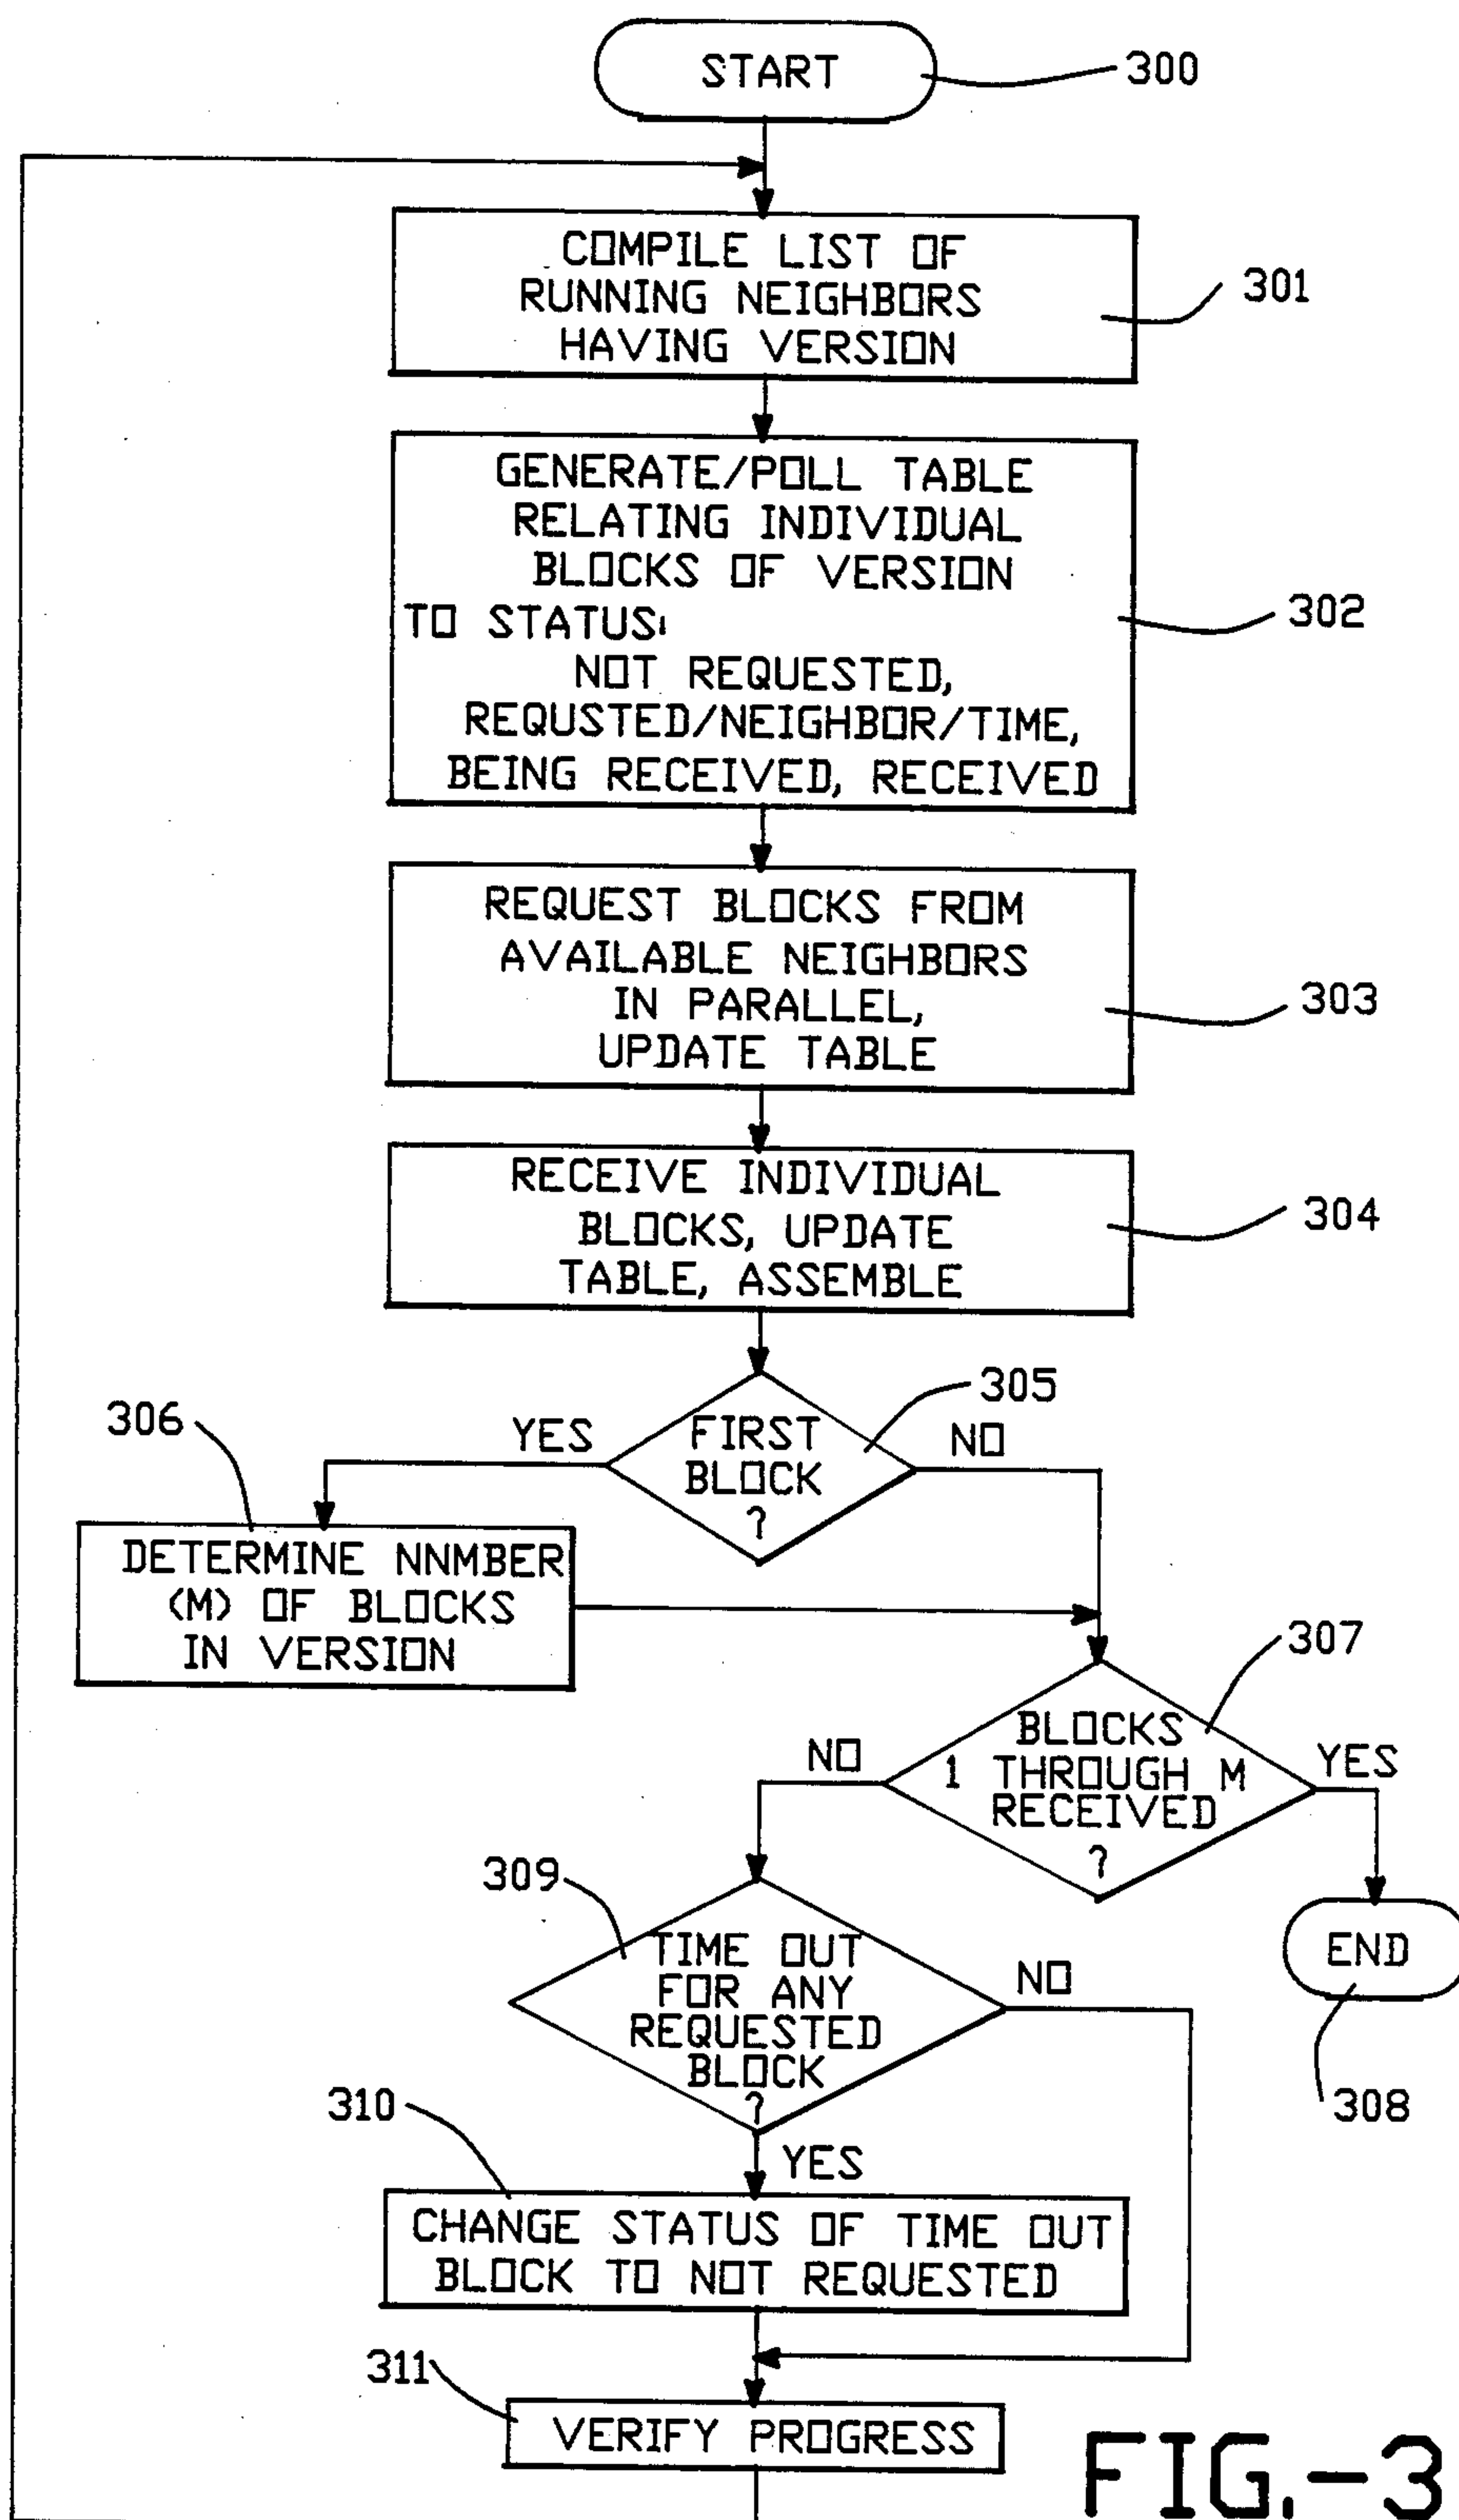 START
300
COMPILE LIST OF
RUNNING NEIGHBORS
HAVING VERSION
301
GENERATE/POLL TABLE
RELATING INDIVIDUAL
BLOCKS OF VERSION
TO STATUS:
NOT REQUESTED,
REQUSTED/NEIGHBOR/TIME,
BEING RECEIVED, RECEIVED
302
REQUEST BLOCKS FROM
AVAILABLE NEIGHBORS
IN PARALLEL,
UPDATE TABLE
303
RECEIVE INDIVIDUAL
BLOCKS, UPDATE
TABLE, ASSEMBLE
304
305
306
YES
FIRST
BLOCK
?
NO
DETERMINE NNMBER
(M) OF BLOCKS
IN VERSION
307
NO
BLOCKS
1 THROUGH M
RECEIVED
?
YES
309
TIME OUT
FOR ANY
REQUESTED
BLOCK
?
NO
END
308
310
YES
CHANGE STATUS OF TIME OUT
BLOCK TO NOT REQUESTED
311
VERIFY PROGRESS
FIG.-3